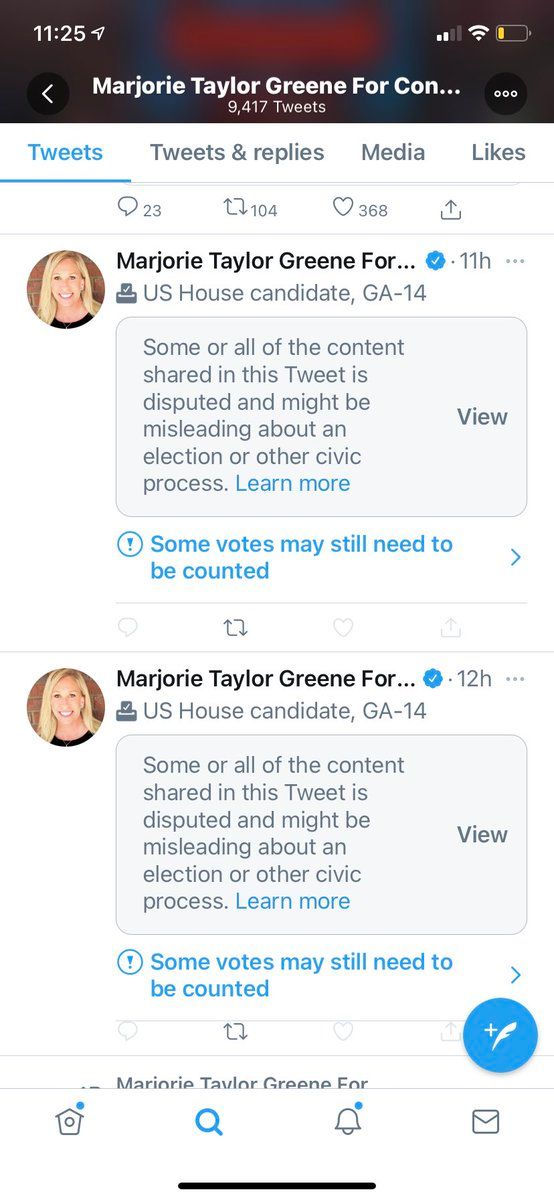 11:25
Marjorie Taylor Greene For Con...
9,417 Tweets
Tweets Tweets & replies Media Likes
23 104 368
Marjorie Taylor Greene For... · 11h
US House candidate, GA-14
Some or all of the content
shared in this Tweet is
disputed and might be
misleading about an
election or other civic
process. Learn more
View
Some votes may still need to
be counted
Marjorie Taylor Greene For... · 12h
US House candidate, GA-14
Some or all of the content
shared in this Tweet is
disputed and might be
misleading about an
election or other civic
process. Learn more
View
Some votes may still need to
be counted
Marjorie Taylor Greene For